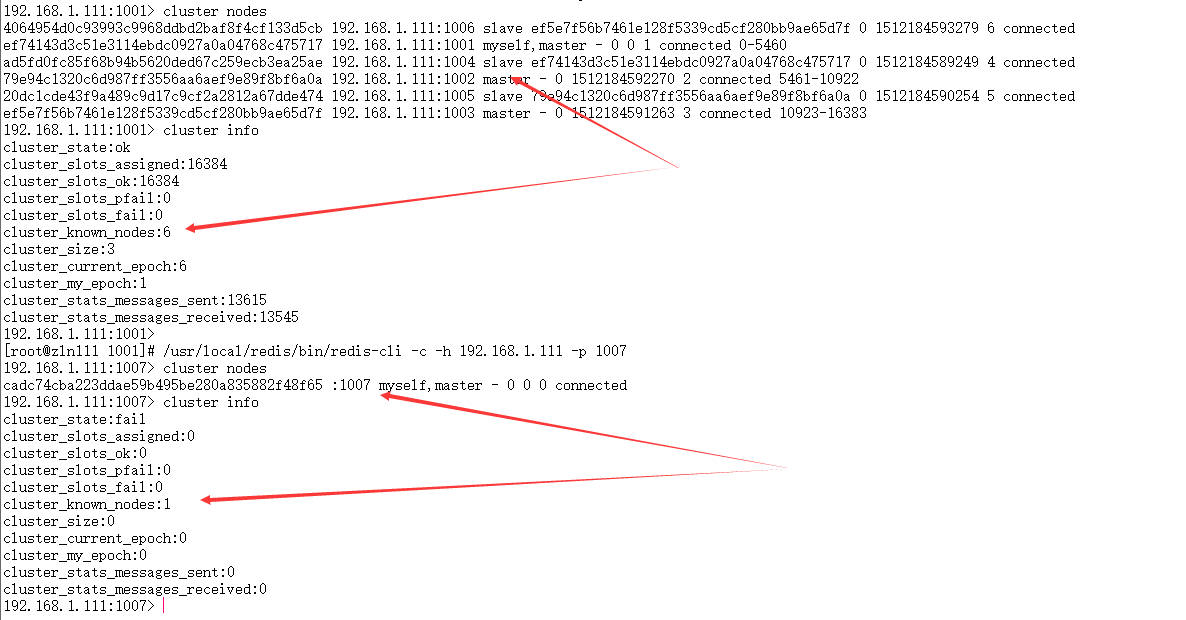 192.168.1.111:1001> cluster nodes
4064954d0c93993c9968ddbd2baf8f4cf133d5cb 192.168.1.111:1006 slave ef5e7f56b7461e128f5339cd5cf280bb9ae65d7f 0 1512184593279 6 connected
ef74143d3c51e3114ebdc0927a0a04768c475717 192.168.1.111:1001 myself,master - 0 0 1 connected 0-5460
ad5fd0fc85f68b94b5620ded67c259ecb3ea25ae 192.168.1.111:1004 slave ef74143d3c51e3114ebdc0927a0a04768c475717 0 1512184589249 4 connected
79e94c1320c6d987ff3556aa6aef9e89f8bf6a0a 192.168.1.111:1002 master - 0 1512184592270 2 connected 5461-10922
20dc1cde43f9a489c9d17c9cf2a2812a67dde474 192.168.1.111:1005 slave 79e94c1320c6d987ff3556aa6aef9e89f8bf6a0a 0 1512184590254 5 connected
ef5e7f56b7461e128f5339cd5cf280bb9ae65d7f 192.168.1.111:1003 master - 0 1512184591263 3 connected 10923-16383
192.168.1.111:1001> cluster info
cluster_state:ok
cluster_slots_assigned:16384
cluster_slots_ok:16384
cluster_slots_pfail:0
cluster_slots_fail:0
cluster_known_nodes:6
cluster_size:3
cluster_current_epoch:6
cluster_my_epoch:1
cluster_stats_messages_sent:13615
cluster_stats_messages_received:13545
192.168.1.111:1001>
[root@zln111 1001]# /usr/local/redis/bin/redis-cli -c -h 192.168.1.111 -p 1007
192.168.1.111:1007> cluster nodes
cadc74cba223ddae59b495be280a835882f48f65 :1007 myself,master - 0 0 0 connected
192.168.1.111:1007> cluster info
cluster_state:fail
cluster_slots_assigned:0
cluster_slots_ok:0
cluster_slots_pfail:0
cluster_slots_fail:0
cluster_known_nodes:1
cluster_size:0
cluster_current_epoch:0
cluster_my_epoch:0
cluster_stats_messages_sent:0
cluster_stats_messages_received:0
192.168.1.111:1007>